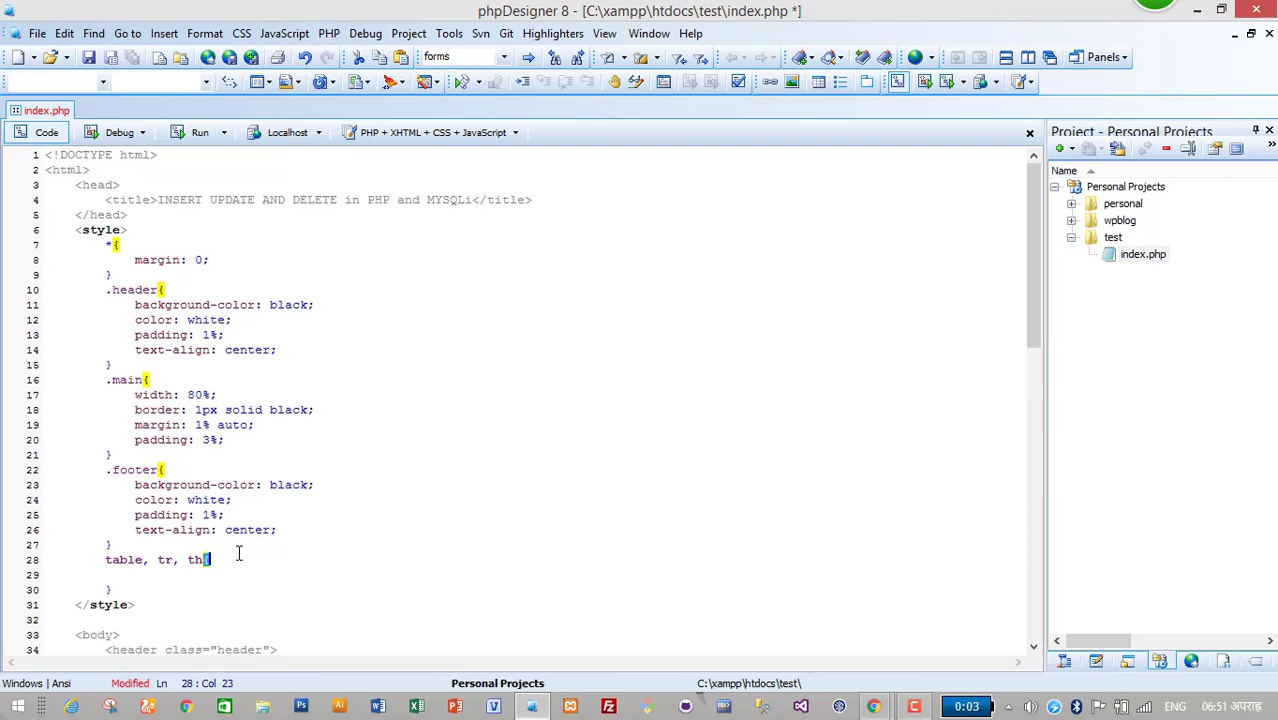 phpDesigner 8 - [C:\xampp\htdocs\test\index.php *]
File Edit Find Go to Insert Format CSS JavaScript PHP Debug Project Tools Svn Git Highlighters View Window Help
forms
Panels
index.php
Code Debug Run Localhost PHP + XHTML + CSS + JavaScript
1 <!DOCTYPE html>
2 <html>
3 <head>
4 <title>INSERT UPDATE AND DELETE in PHP and MYSQLi</title>
5 </head>
6 <style>
7 *{
8 margin: 0;
9 }
10 .header{
11 background-color: black;
12 color: white;
13 padding: 1%;
14 text-align: center;
15 }
16 .main{
17 width: 80%;
18 border: 1px solid black;
19 margin: 1% auto;
20 padding: 3%;
21 }
22 .footer{
23 background-color: black;
24 color: white;
25 padding: 1%;
26 text-align: center;
27 }
28 table, tr, th{
29
30 }
31 </style>
32
33 <body>
34 <header class="header">
Project - Personal Projects
Name
Personal Projects
personal
wpblog
test
index.php
Windows | Ansi Modified Ln 28 : Col 23 Personal Projects C:\xampp\htdocs\test\
0:03 ENG 06:51 अपराह्न